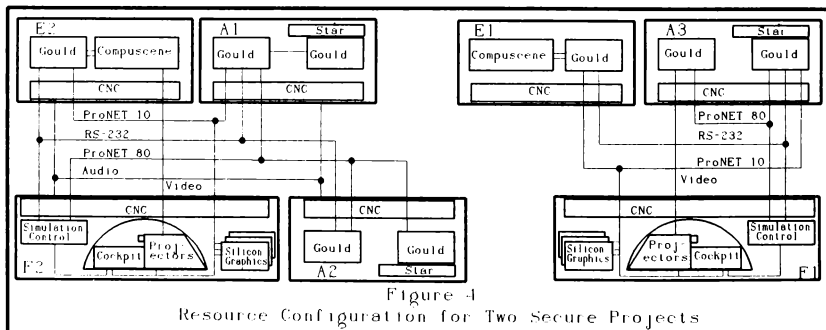 E2
Gould
Compuscene
CNC
A1
Star
Gould
Gould
CNC
E1
Compuscene
Gould
CNC
A3
Star
Gould
Gould
CNC
ProNET 10
RS-232
ProNET 80
Audio
Video
ProNET 80
RS-232
ProNET 10
Video
CNC
Simulation
Control
Cockpit
Proj-
ectors
Silicon
Graphics
F2
CNC
Gould
Gould
Star
A2
CNC
Silicon
Graphics
Proj-
ectors
Cockpit
Simulation
Control
F1
Figure 4
Resource Configuration for Two Secure Projects